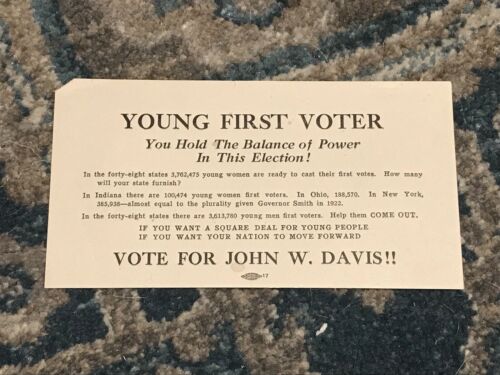 YOUNG FIRST VOTER
You Hold The Balance of Power
In This Election!
In the forty-eight states 3,762,475 young women are ready to cast their first votes. How many
will your state furnish?
In Indiana there are 100,474 young women first voters. In Ohio, 188,570. In New York,
385,938—almost equal to the plurality given Governor Smith in 1922.
In the forty-eight states there are 3,613,780 young men first voters. Help them COME OUT.
IF YOU WANT A SQUARE DEAL FOR YOUNG PEOPLE
IF YOU WANT YOUR NATION TO MOVE FORWARD
VOTE FOR JOHN W. DAVIS!!
17